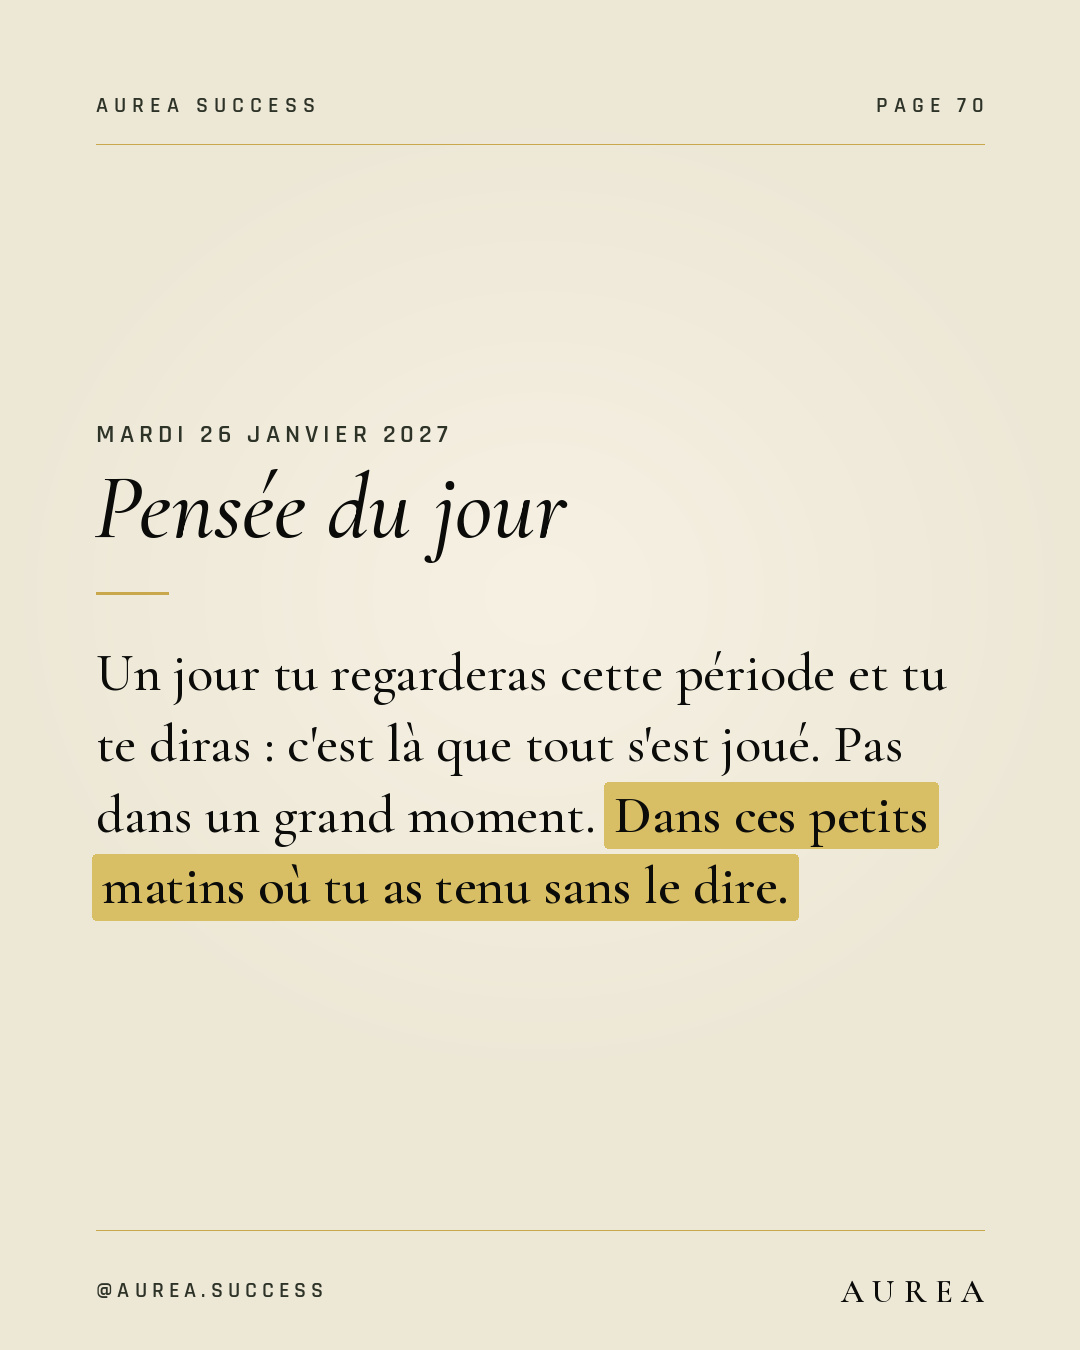 AUREA SUCCESS
PAGE 70
MARDI 26 JANVIER 2027
Pensée du jour
Un jour tu regarderas cette période et tu
te diras : c'est là que tout s'est joué. Pas
dans un grand moment. Dans ces petits
matins où tu as tenu sans le dire.
@AUREA.SUCCESS
AUREA